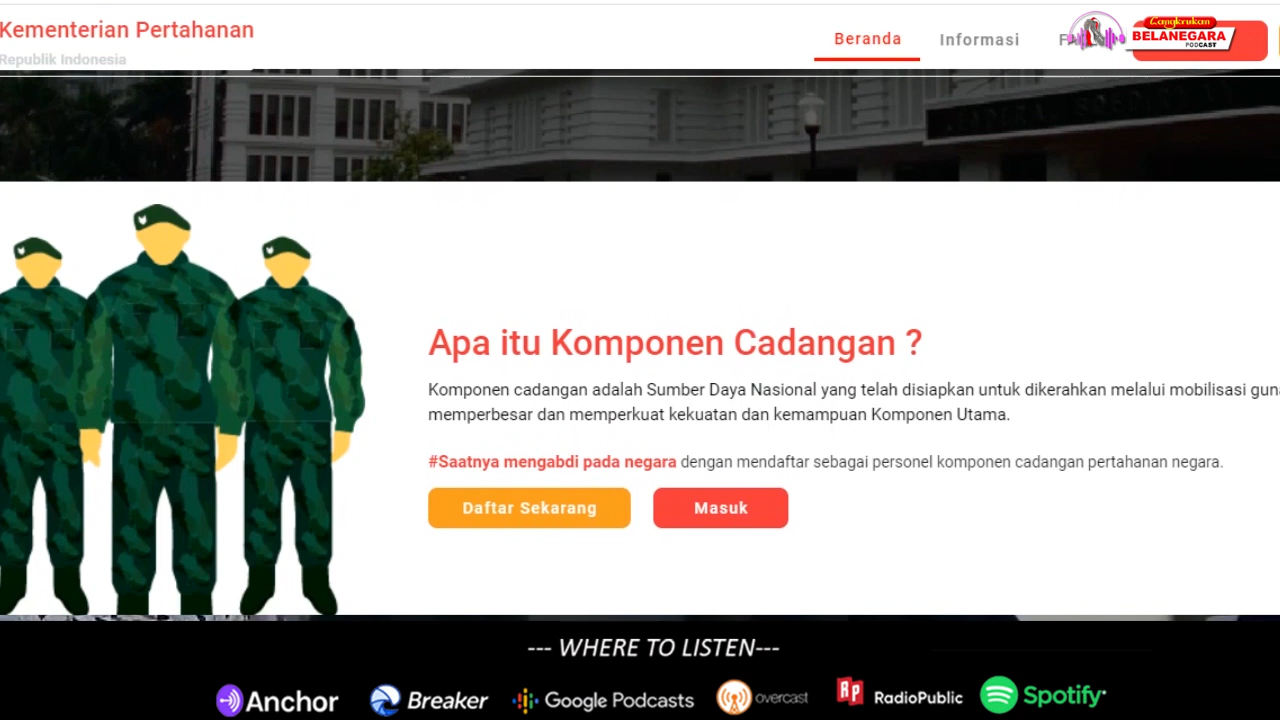 Kementerian Pertahanan
Republik Indonesia
Beranda
Informasi
Cangkrukan
BELANEGARA
PODCAST
Apa itu Komponen Cadangan ?
Komponen cadangan adalah Sumber Daya Nasional yang telah disiapkan untuk dikerahkan melalui mobilisasi guna
memperbesar dan memperkuat kekuatan dan kemampuan Komponen Utama.
#Saatnya mengabdi pada negara dengan mendaftar sebagai personel komponen cadangan pertahanan negara.
Daftar Sekarang
Masuk
--- WHERE TO LISTEN---
Anchor
Breaker
Google Podcasts
overcast
RP
RadioPublic
Spotify